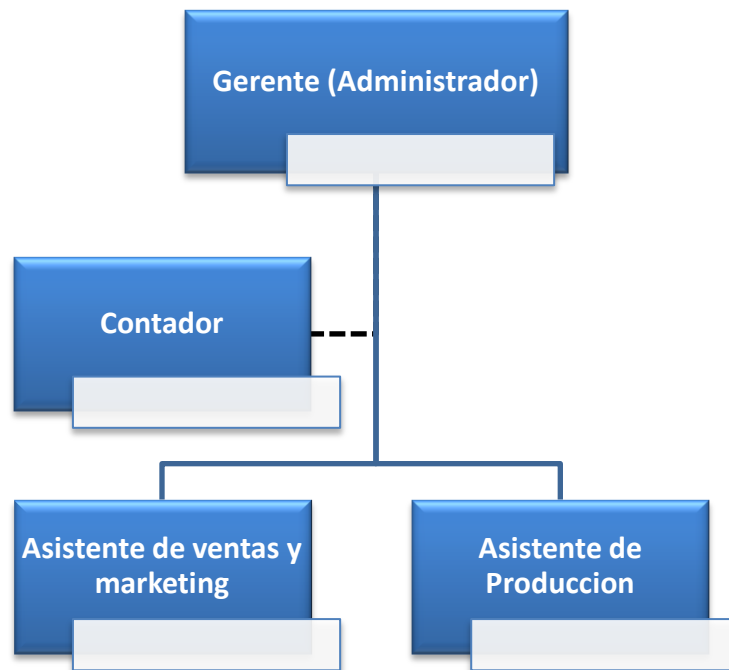 Gerente (Administrador)
Contador
Asistente de ventas y
marketing
Asistente de
Produccion